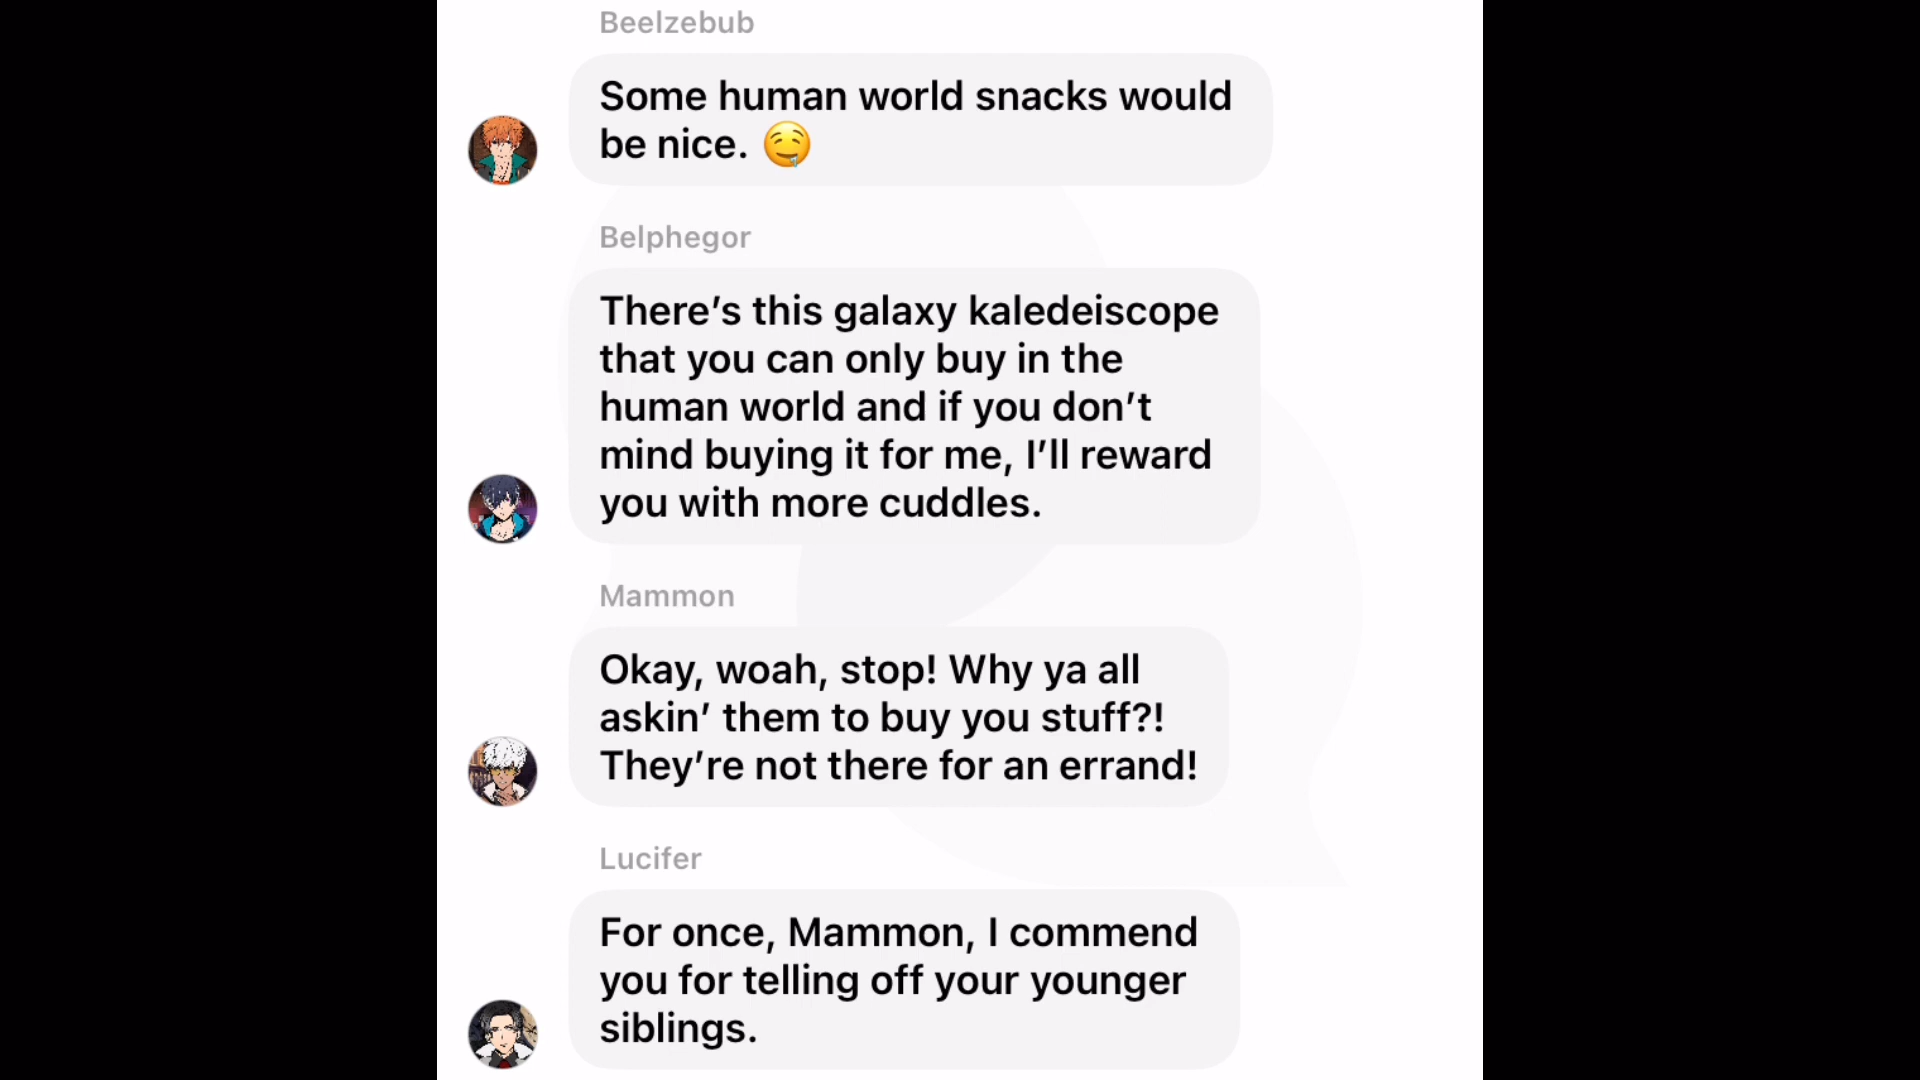 Beelzebub
Some human world snacks would
be nice. 🤤
Belphegor
There’s this galaxy kaledeiscope
that you can only buy in the
human world and if you don’t
mind buying it for me, I’ll reward
you with more cuddles.
Mammon
Okay, woah, stop! Why ya all
askin’ them to buy you stuff?!
They’re not there for an errand!
Lucifer
For once, Mammon, I commend
you for telling off your younger
siblings.